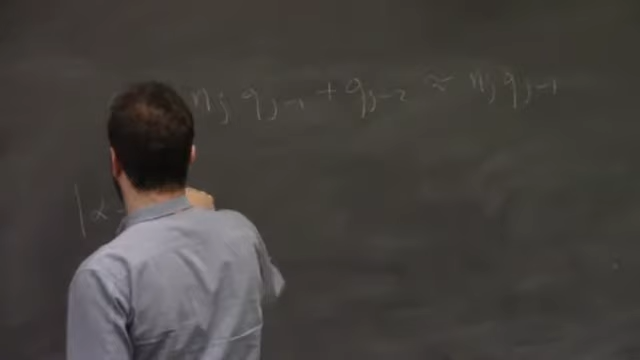 n_j q_{j-1} + q_{j-2} ≈ n_j q_{j-1}
|α -